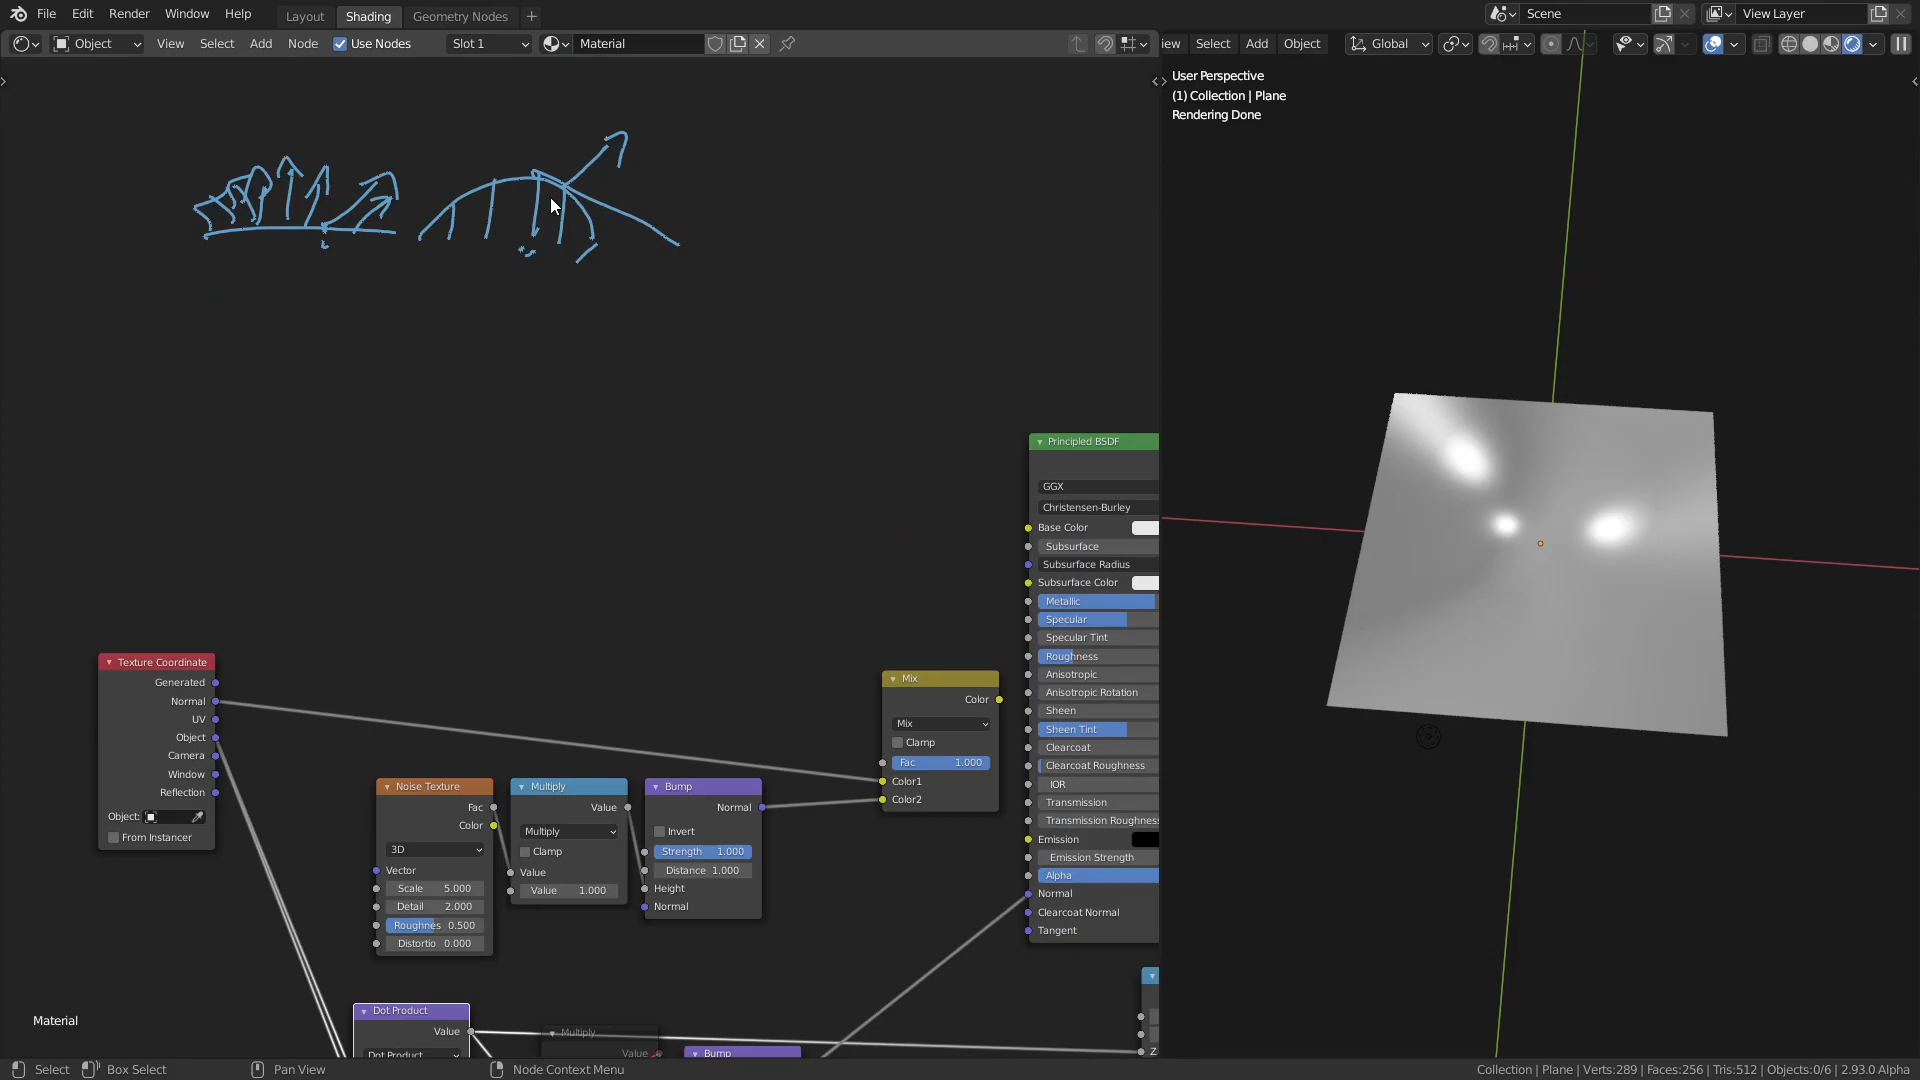 File Edit Render Window Help Layout Shading Geometry Nodes + Scene View Layer
Object View Select Add Node Use Nodes Slot 1 Material iew Select Add Object Global
User Perspective
(1) Collection | Plane
Rendering Done
Principled BSDF
GGX
Christensen-Burley
Base Color
Subsurface
Subsurface Radius
Subsurface Color
Metallic
Specular
Specular Tint
Roughness
Anisotropic
Anisotropic Rotation
Sheen
Sheen Tint
Clearcoat
Clearcoat Roughness
IOR
Transmission
Transmission Roughness
Emission
Emission Strength
Alpha
Normal
Clearcoat Normal
Tangent
Texture Coordinate
Generated
Normal
UV
Object
Camera
Window
Reflection
Object:
From Instancer
Mix
Color
Mix
Clamp
Fac 1.000
Color1
Color2
Noise Texture
Fac
Color
3D
Vector
Scale 5.000
Detail 2.000
Roughnes 0.500
Distortio 0.000
Multiply
Value
Multiply
Clamp
Value
Value 1.000
Bump
Normal
Invert
Strength 1.000
Distance 1.000
Height
Normal
Dot Product
Value
Dot Product
Multiply
Value
Bump
Z
Material
Select Box Select Pan View Node Context Menu Collection | Plane | Verts:289 | Faces:256 | Tris:512 | Objects:0/6 | 2.93.0 Alpha